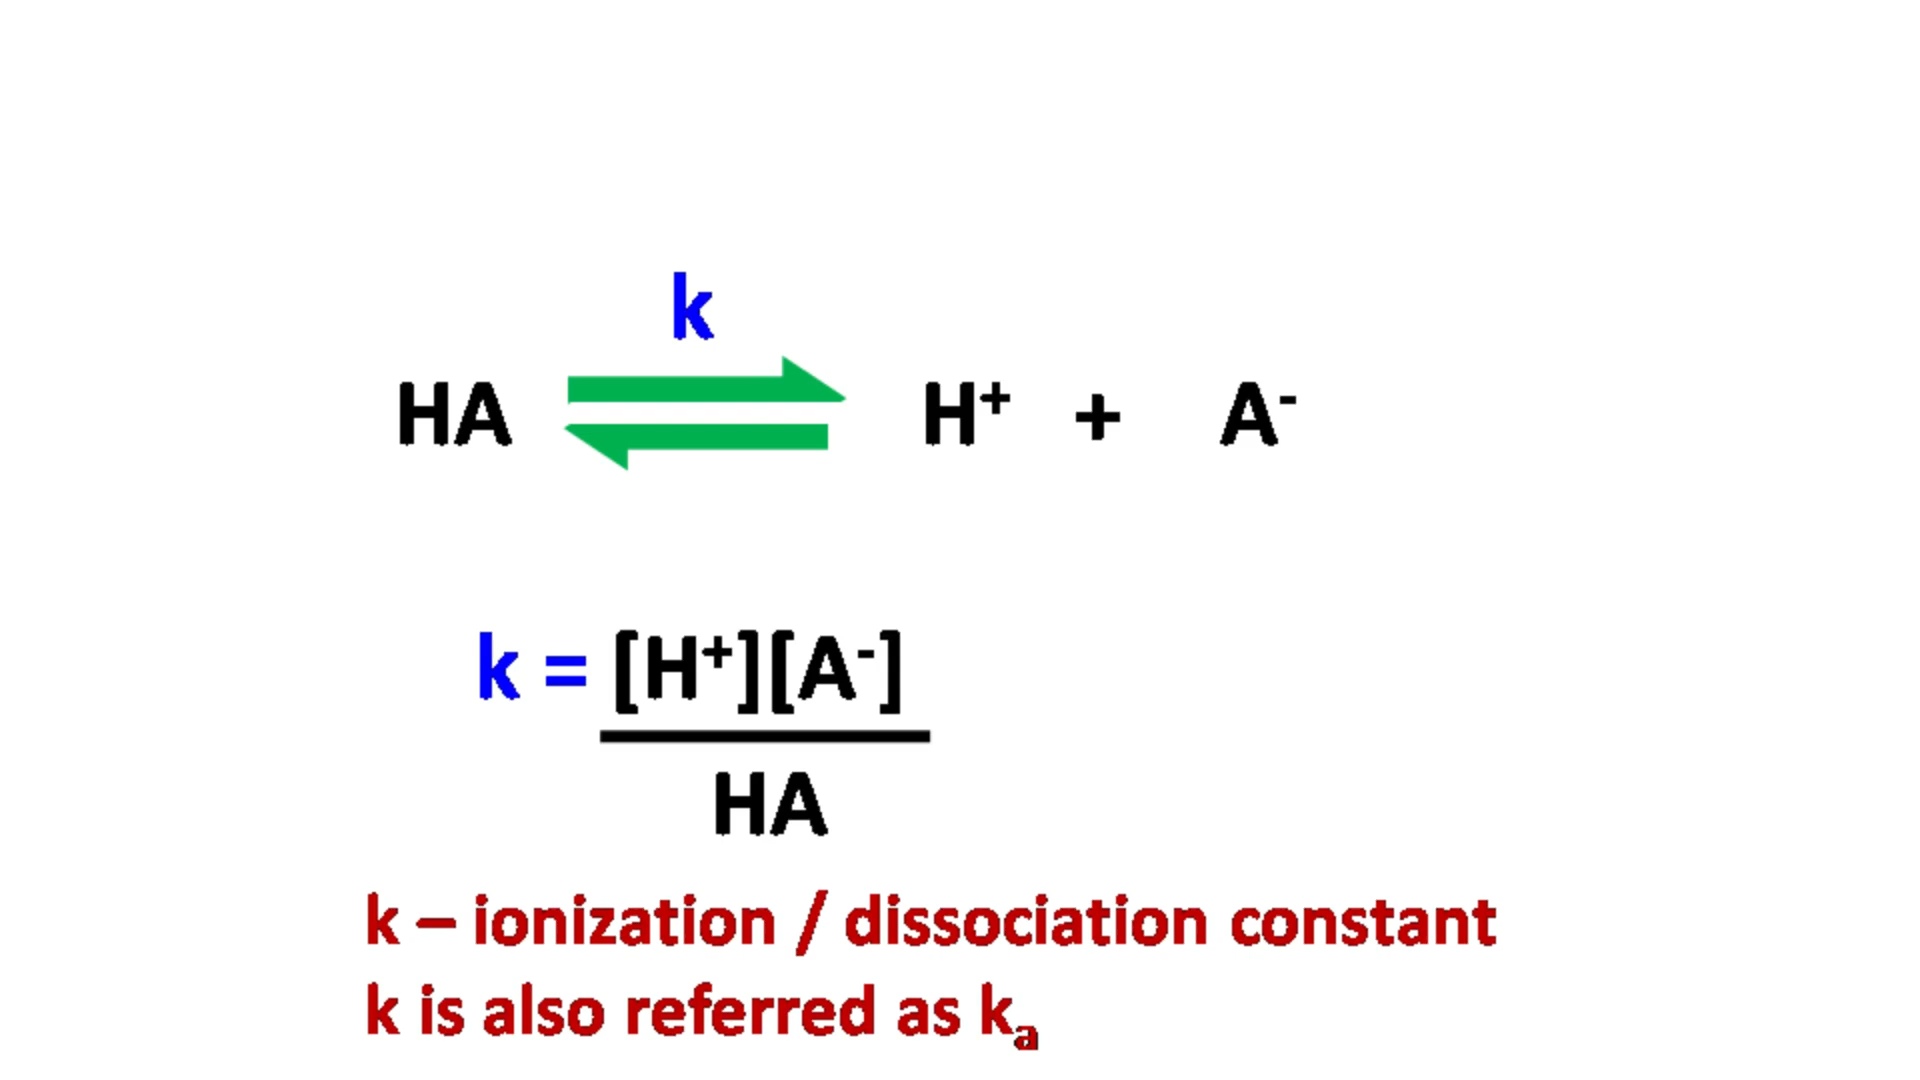 k
HA ⇌ H⁺ + A⁻
k = [H⁺][A⁻]
HA
k – ionization / dissociation constant
k is also referred as kₐ